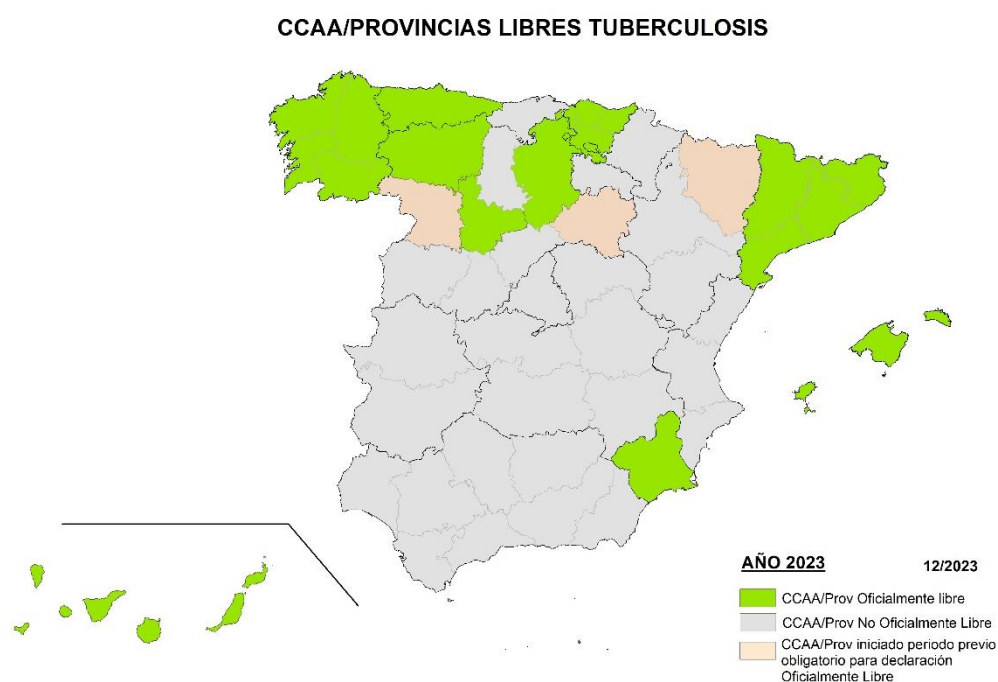 CCAA/PROVINCIAS LIBRES TUBERCULOSIS
AÑO 2023
12/2023
CCAA/Prov Oficialmente libre
CCAA/Prov No Oficialmente Libre
CCAA/Prov iniciado periodo previo
obligatorio para declaración
Oficialmente Libre